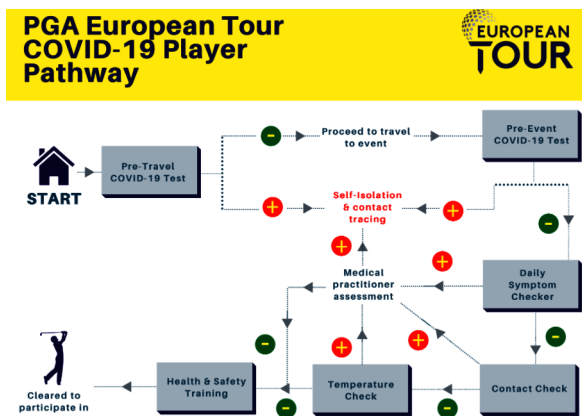 PGA European Tour
COVID-19 Player
Pathway
EUROPEAN
TOUR
START
Pre-Travel
COVID-19 Test
-
Proceed to travel
to event
Pre-Event
COVID-19 Test
+
Self-Isolation
& contact
tracing
+
-
+
Medical
practitioner
assessment
+
Daily
Symptom
Checker
-
+
+
-
Cleared to
participate in
Health & Safety
Training
-
Temperature
Check
-
Contact Check